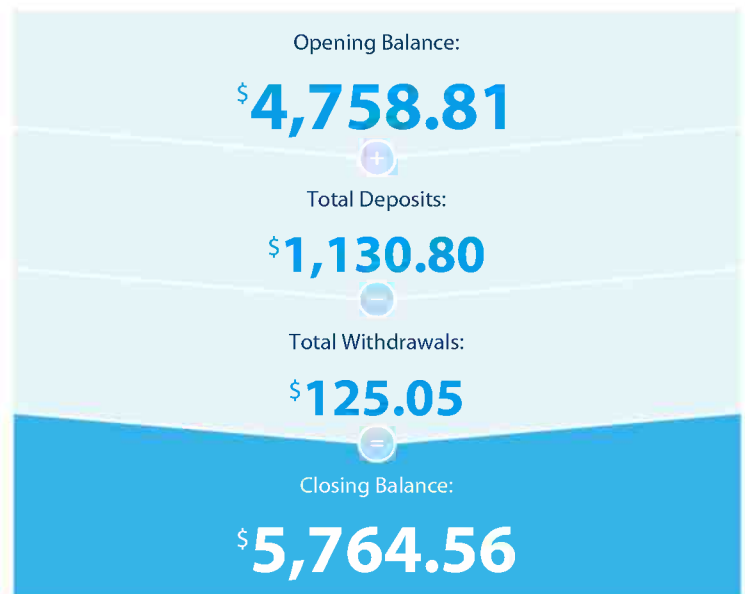 Opening Balance:
$4,758.81
+
Total Deposits:
$1,130.80
−
Total Withdrawals:
$125.05
=
Closing Balance:
$5,764.56